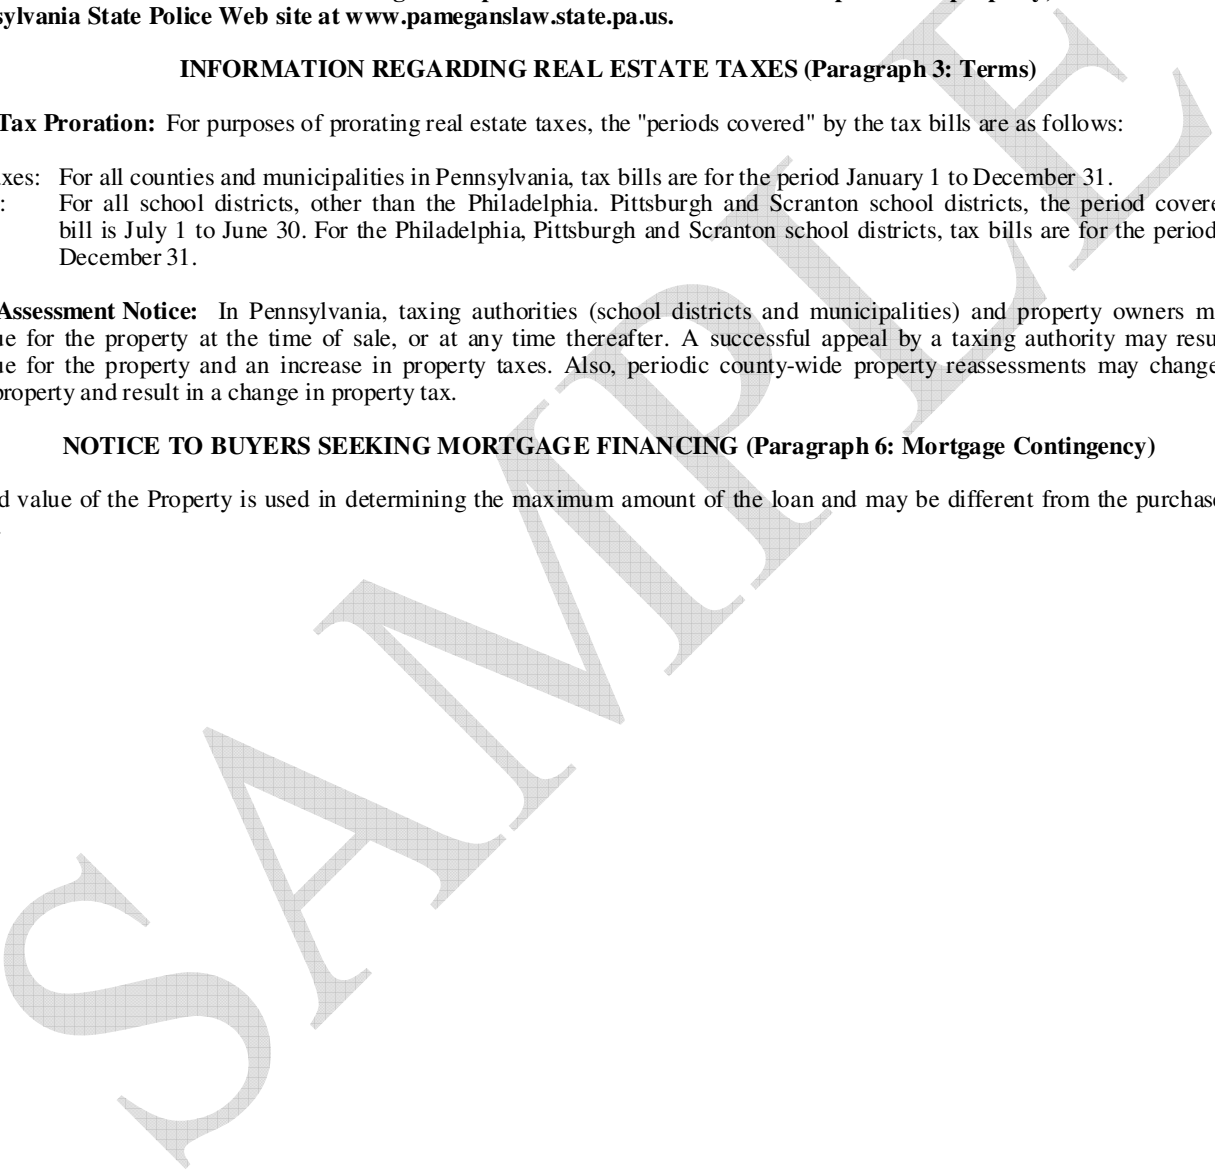 sylvania State Police Web site at www.pameganslaw.state.pa.us.
INFORMATION REGARDING REAL ESTATE TAXES (Paragraph 3: Terms)
Tax Proration: For purposes of prorating real estate taxes, the "periods covered" by the tax bills are as follows:
xes: For all counties and municipalities in Pennsylvania, tax bills are for the period January 1 to December 31.
: For all school districts, other than the Philadelphia. Pittsburgh and Scranton school districts, the period covere
bill is July 1 to June 30. For the Philadelphia, Pittsburgh and Scranton school districts, tax bills are for the period
December 31.
Assessment Notice: In Pennsylvania, taxing authorities (school districts and municipalities) and property owners m
ue for the property at the time of sale, or at any time thereafter. A successful appeal by a taxing authority may resu
ue for the property and an increase in property taxes. Also, periodic county-wide property reassessments may change
property and result in a change in property tax.
NOTICE TO BUYERS SEEKING MORTGAGE FINANCING (Paragraph 6: Mortgage Contingency)
d value of the Property is used in determining the maximum amount of the loan and may be different from the purchas
SAMPLE